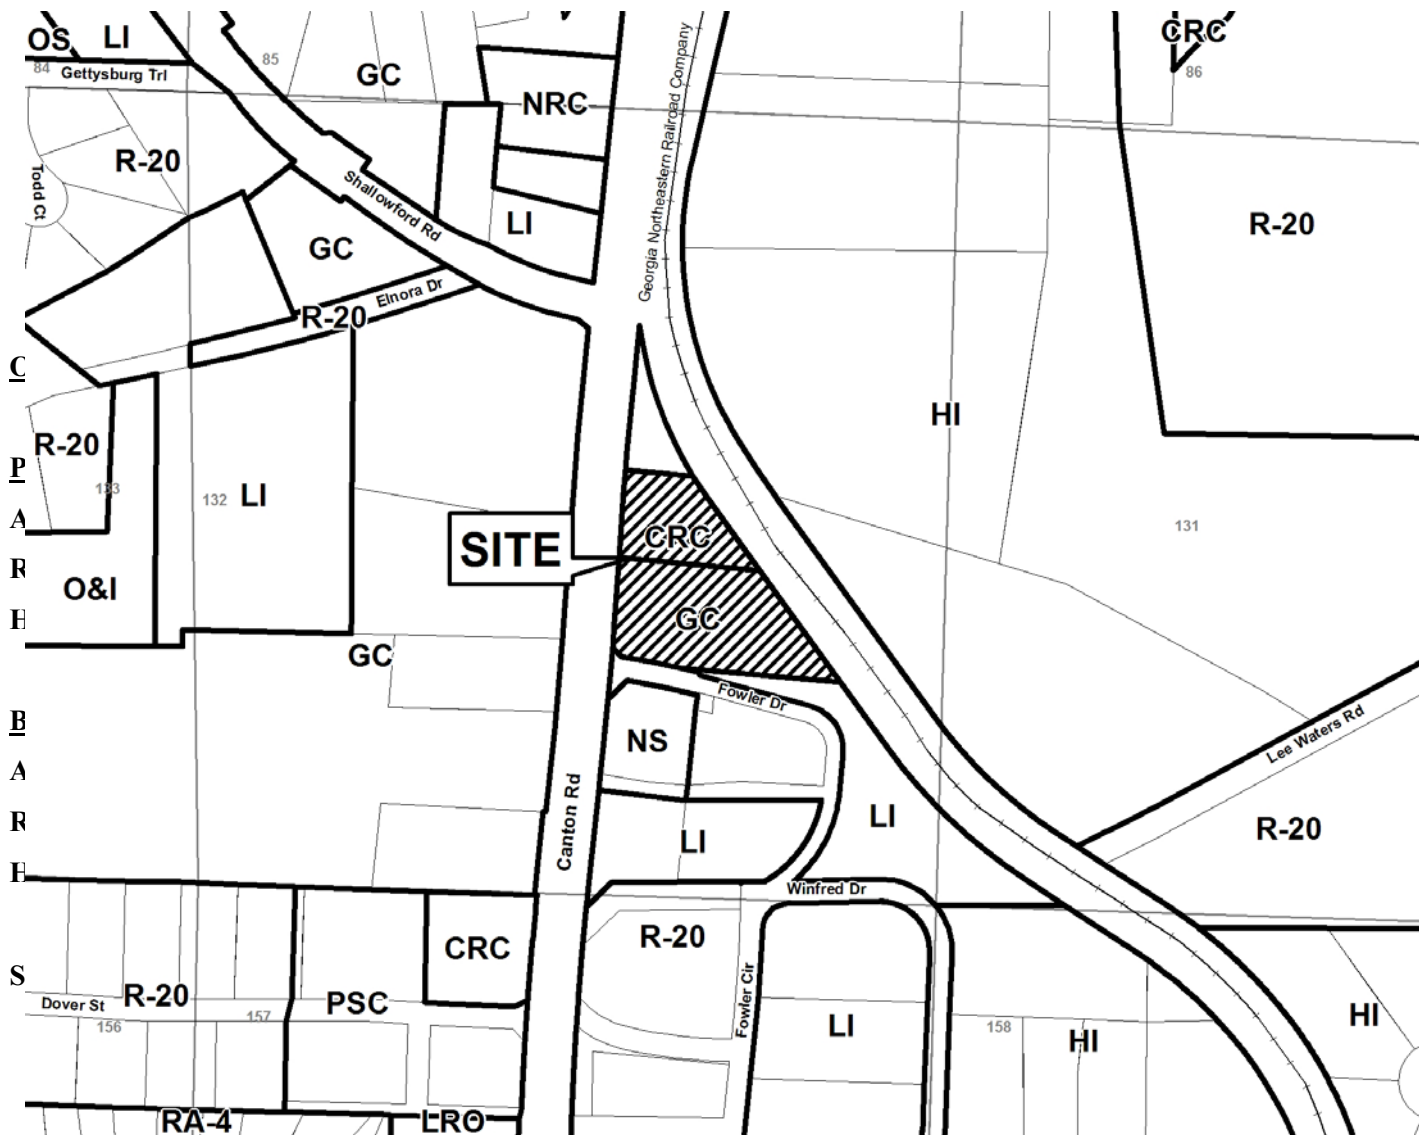 OS
LI
CRC
84
Gettysburg Trl
85
GC
86
NRC
Georgia Northeastern Railroad Company
R-20
Todd Ct
Shallowford Rd
LI
R-20
GC
Elnora Dr
R-20
O
HI
R-20
P
133
132
LI
131
A
SITE
CRC
R
O&I
H
GC
GC
Fowler Dr
B
NS
Lee Waters Rd
A
Canton Rd
R
LI
LI
R-20
H
Winfred Dr
R-20
CRC
S
Dover St
R-20
PSC
Fowler Cir
156
157
LI
158
HI
HI
RA-4
LRO